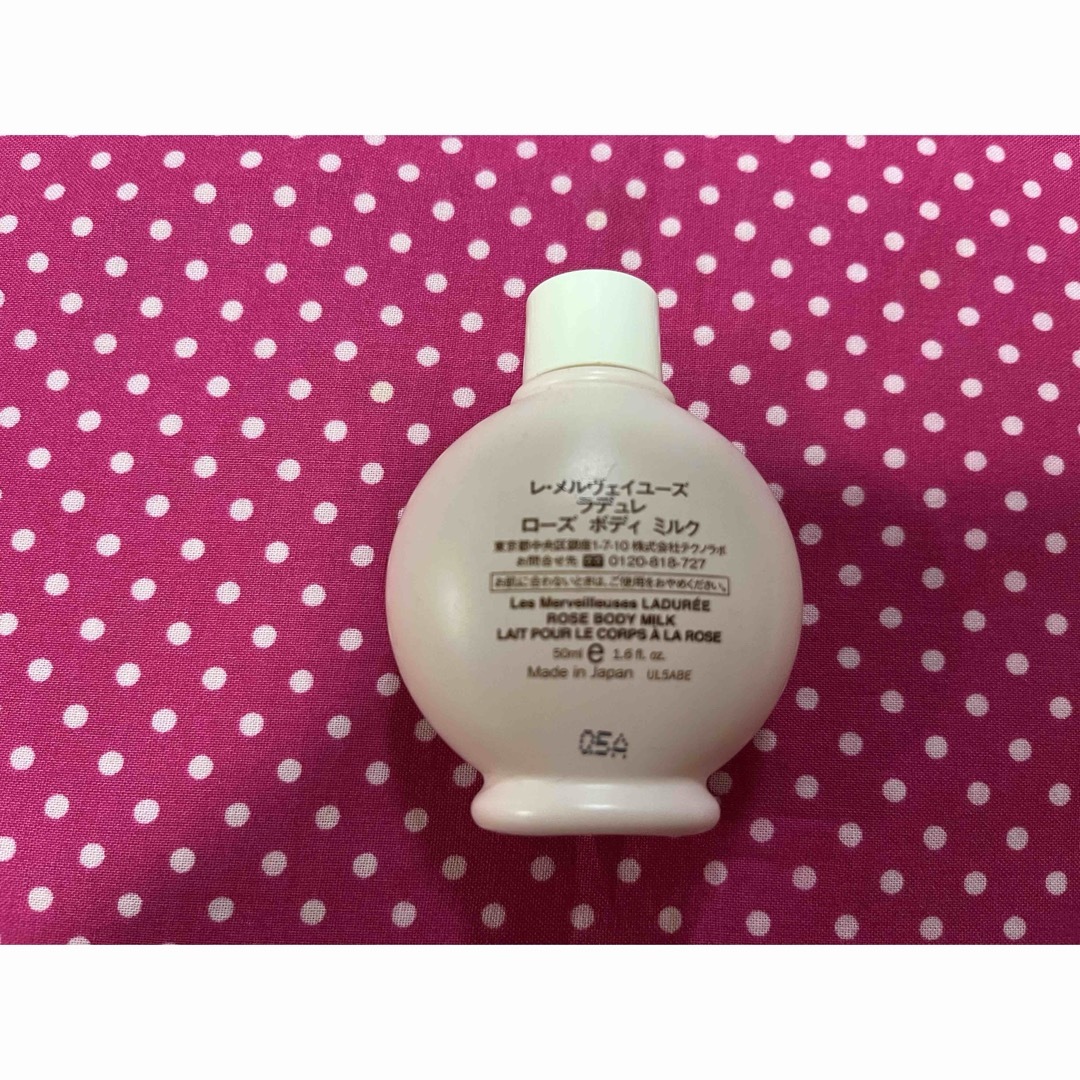 レ・メルヴェイユーズ
ラデュレ
ローズ ボディ ミルク
東京都中央区銀座1-7-10 株式会社テクノラボ
お問合せ先 0120-818-727
お肌に合わないときは、ご使用をおやめください。
Les Merveilleuses LADURÉE
ROSE BODY MILK
LAIT POUR LE CORPS À LA ROSE
50ml e 1.6 fl. oz.
Made in Japan ULSABE
Q5A